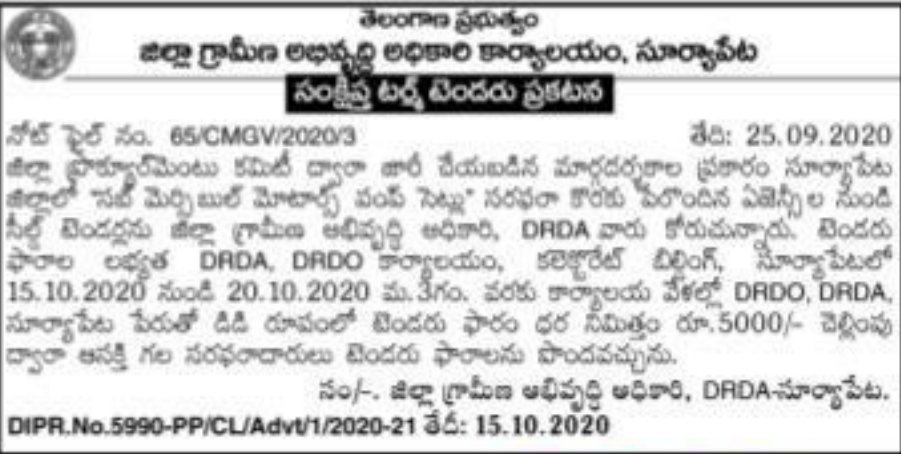 తెలంగాణ ప్రభుత్వం
జిల్లా గ్రామీణ అభివృద్ధి అధికారి కార్యాలయం, సూర్యాపేట
సంక్షిప్త టర్మ్ టెండరు ప్రకటన
నోట్ ఫైల్ నం. 65/CMGV/2020/3 తేది: 25.09.2020
జిల్లా ప్రొక్యూర్‌మెంటు కమిటీ ద్వారా జారీ చేయబడిన మార్గదర్శకాల ప్రకారం సూర్యాపేట
జిల్లాలో "సబ్ మెర్సిబుల్ మోటార్స్ పంప్ సెట్లు" సరఫరా కొరకు పేరొందిన ఏజెన్సీల నుండి
సీల్డ్ టెండర్లను జిల్లా గ్రామీణ అభివృద్ధి అధికారి, DRDA వారు కోరుచున్నారు. టెండరు
ఫారాల లభ్యత DRDA, DRDO కార్యాలయం, కలెక్టొరేట్ బిల్డింగ్, సూర్యాపేటలో
15.10.2020 నుండి 20.10.2020 మ.3గం. వరకు కార్యాలయ వేళల్లో DRDO, DRDA,
సూర్యాపేట పేరుతో డిడి రూపంలో టెండరు ఫారం ధర నిమిత్తం రూ.5000/- చెల్లింపు
ద్వారా ఆసక్తి గల సరఫరాదారులు టెండరు ఫారాలను పొందవచ్చును.
సం/-. జిల్లా గ్రామీణ అభివృద్ధి అధికారి, DRDA-సూర్యాపేట.
DIPR.No.5990-PP/CL/Advt/1/2020-21 తేదీ: 15.10.2020